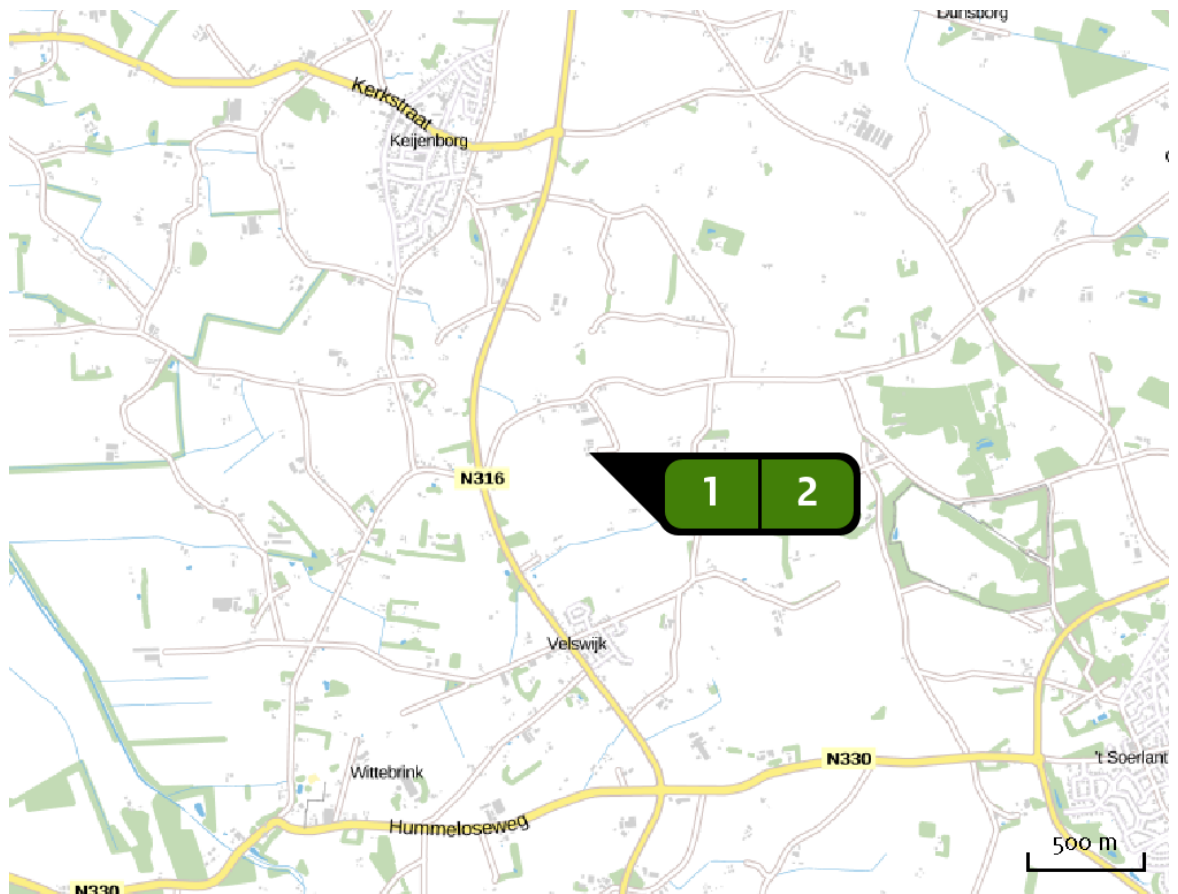 Dunsborg
Kerkstraat
Keijenborg
N316
1 2
Velswijk
N330
't Soerlant
Wittebrink
Hummeloseweg
500 m
N330